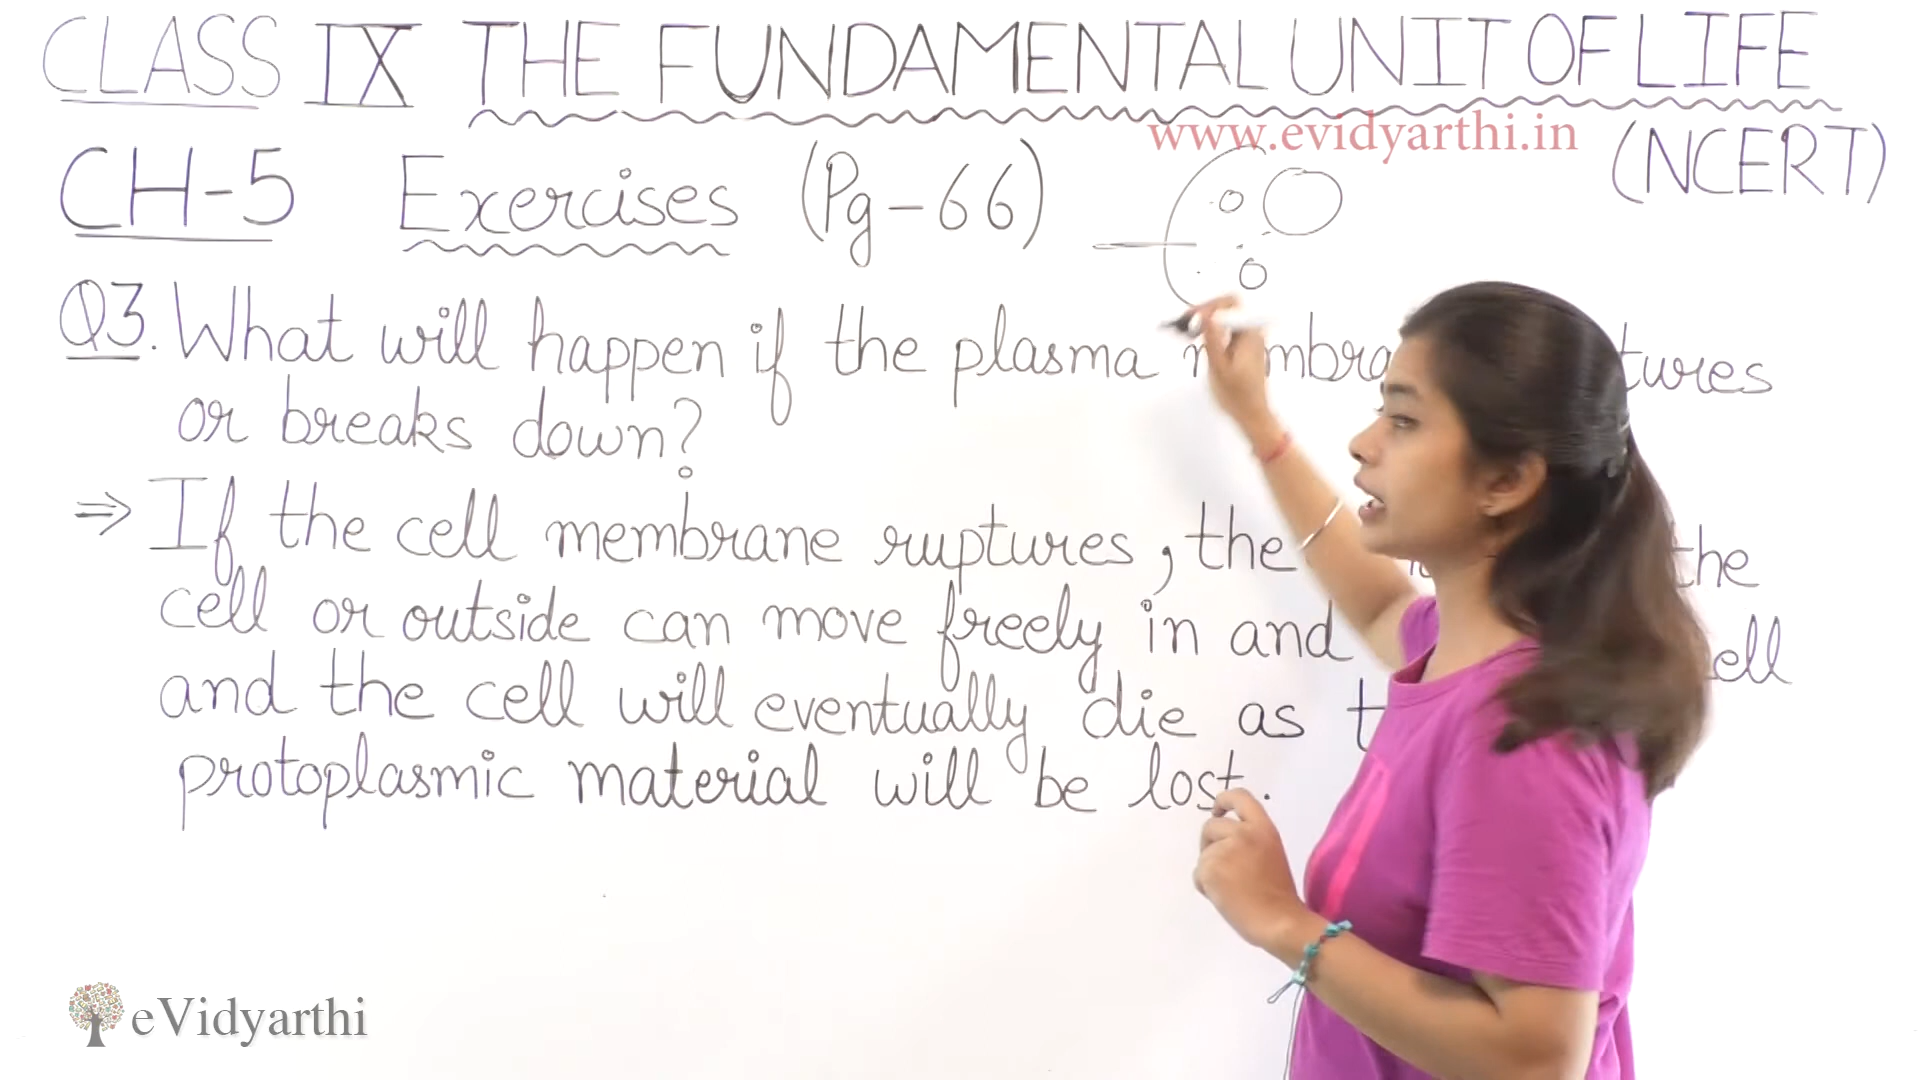 CLASS IX THE FUNDAMENTAL UNIT OF LIFE
www.evidyarthi.in
(NCERT)
CH-5 Exercises (Pg-66)
Q3. What will happen if the plasma
or breaks down?
⇒ If the cell membrane ruptures, the the
cell or outside can move freely in and
and the cell will eventually die as
protoplasmic material will be lost.
eVidyarthi